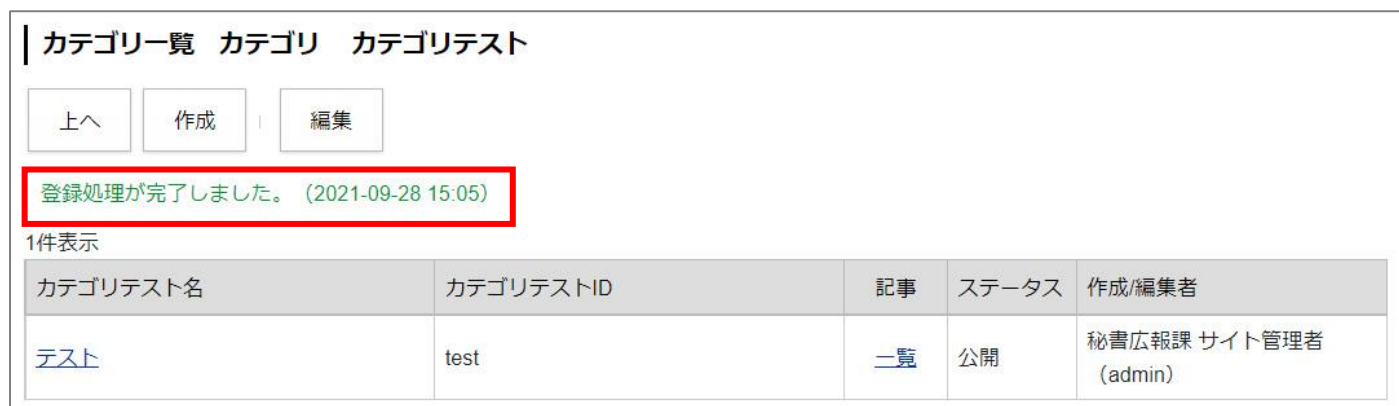 カテゴリ一覧 カテゴリ カテゴリテスト
上へ 作成 編集
登録処理が完了しました。（2021-09-28 15:05）
1件表示
カテゴリテスト名 カテゴリテストID 記事 ステータス 作成/編集者
テスト test 一覧 公開 秘書広報課 サイト管理者
（admin）